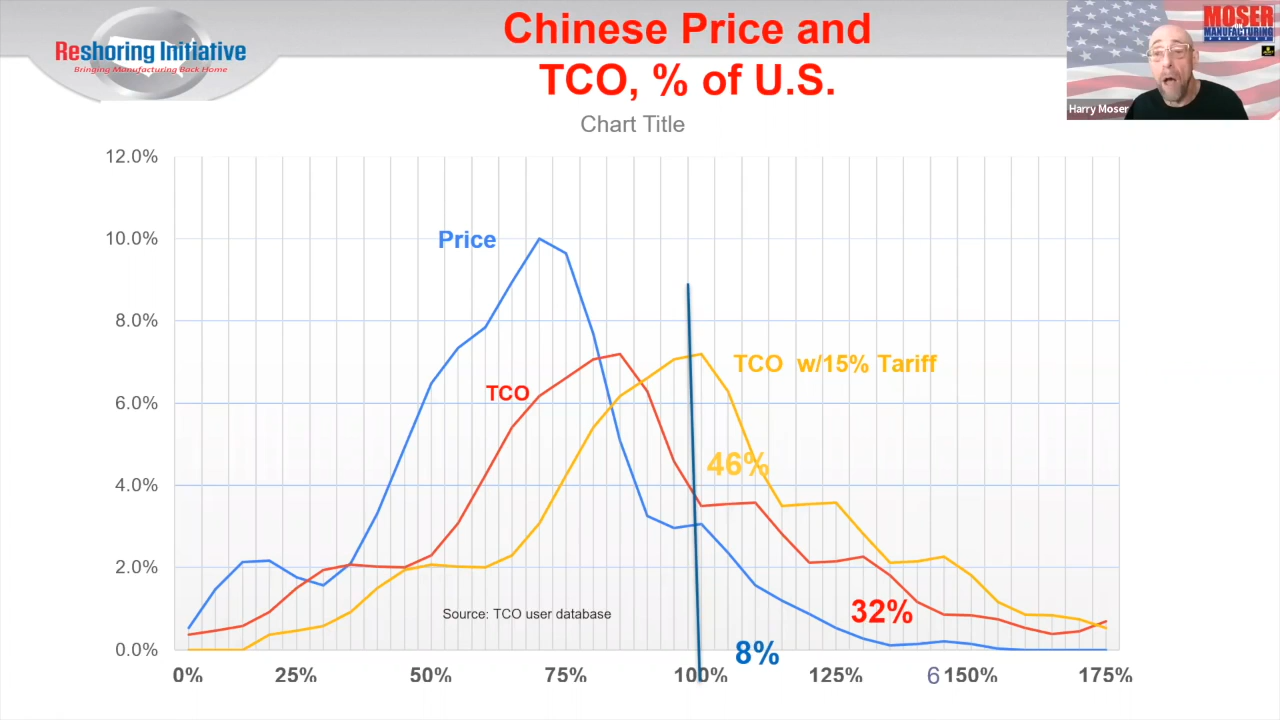 Reshoring Initiative
Bringing Manufacturing Back Home
Chinese Price and
TCO, % of U.S.
MOSER
MANUFACTURING
Harry Moser
Chart Title
12.0%
10.0%
8.0%
6.0%
4.0%
2.0%
0.0%
Price
TCO
TCO w/15% Tariff
46%
32%
8%
Source: TCO user database
0%
25%
50%
75%
100%
125%
6
150%
175%